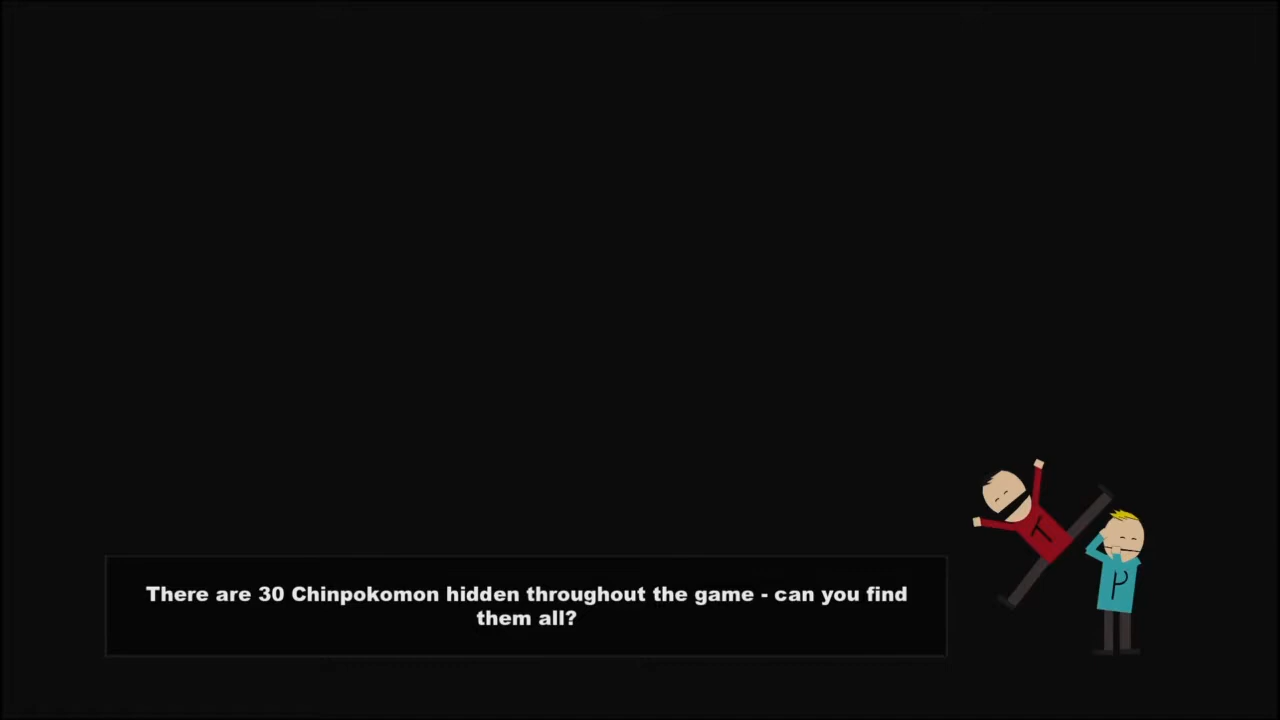 There are 30 Chinpokomon hidden throughout the game - can you find
them all?
T
P